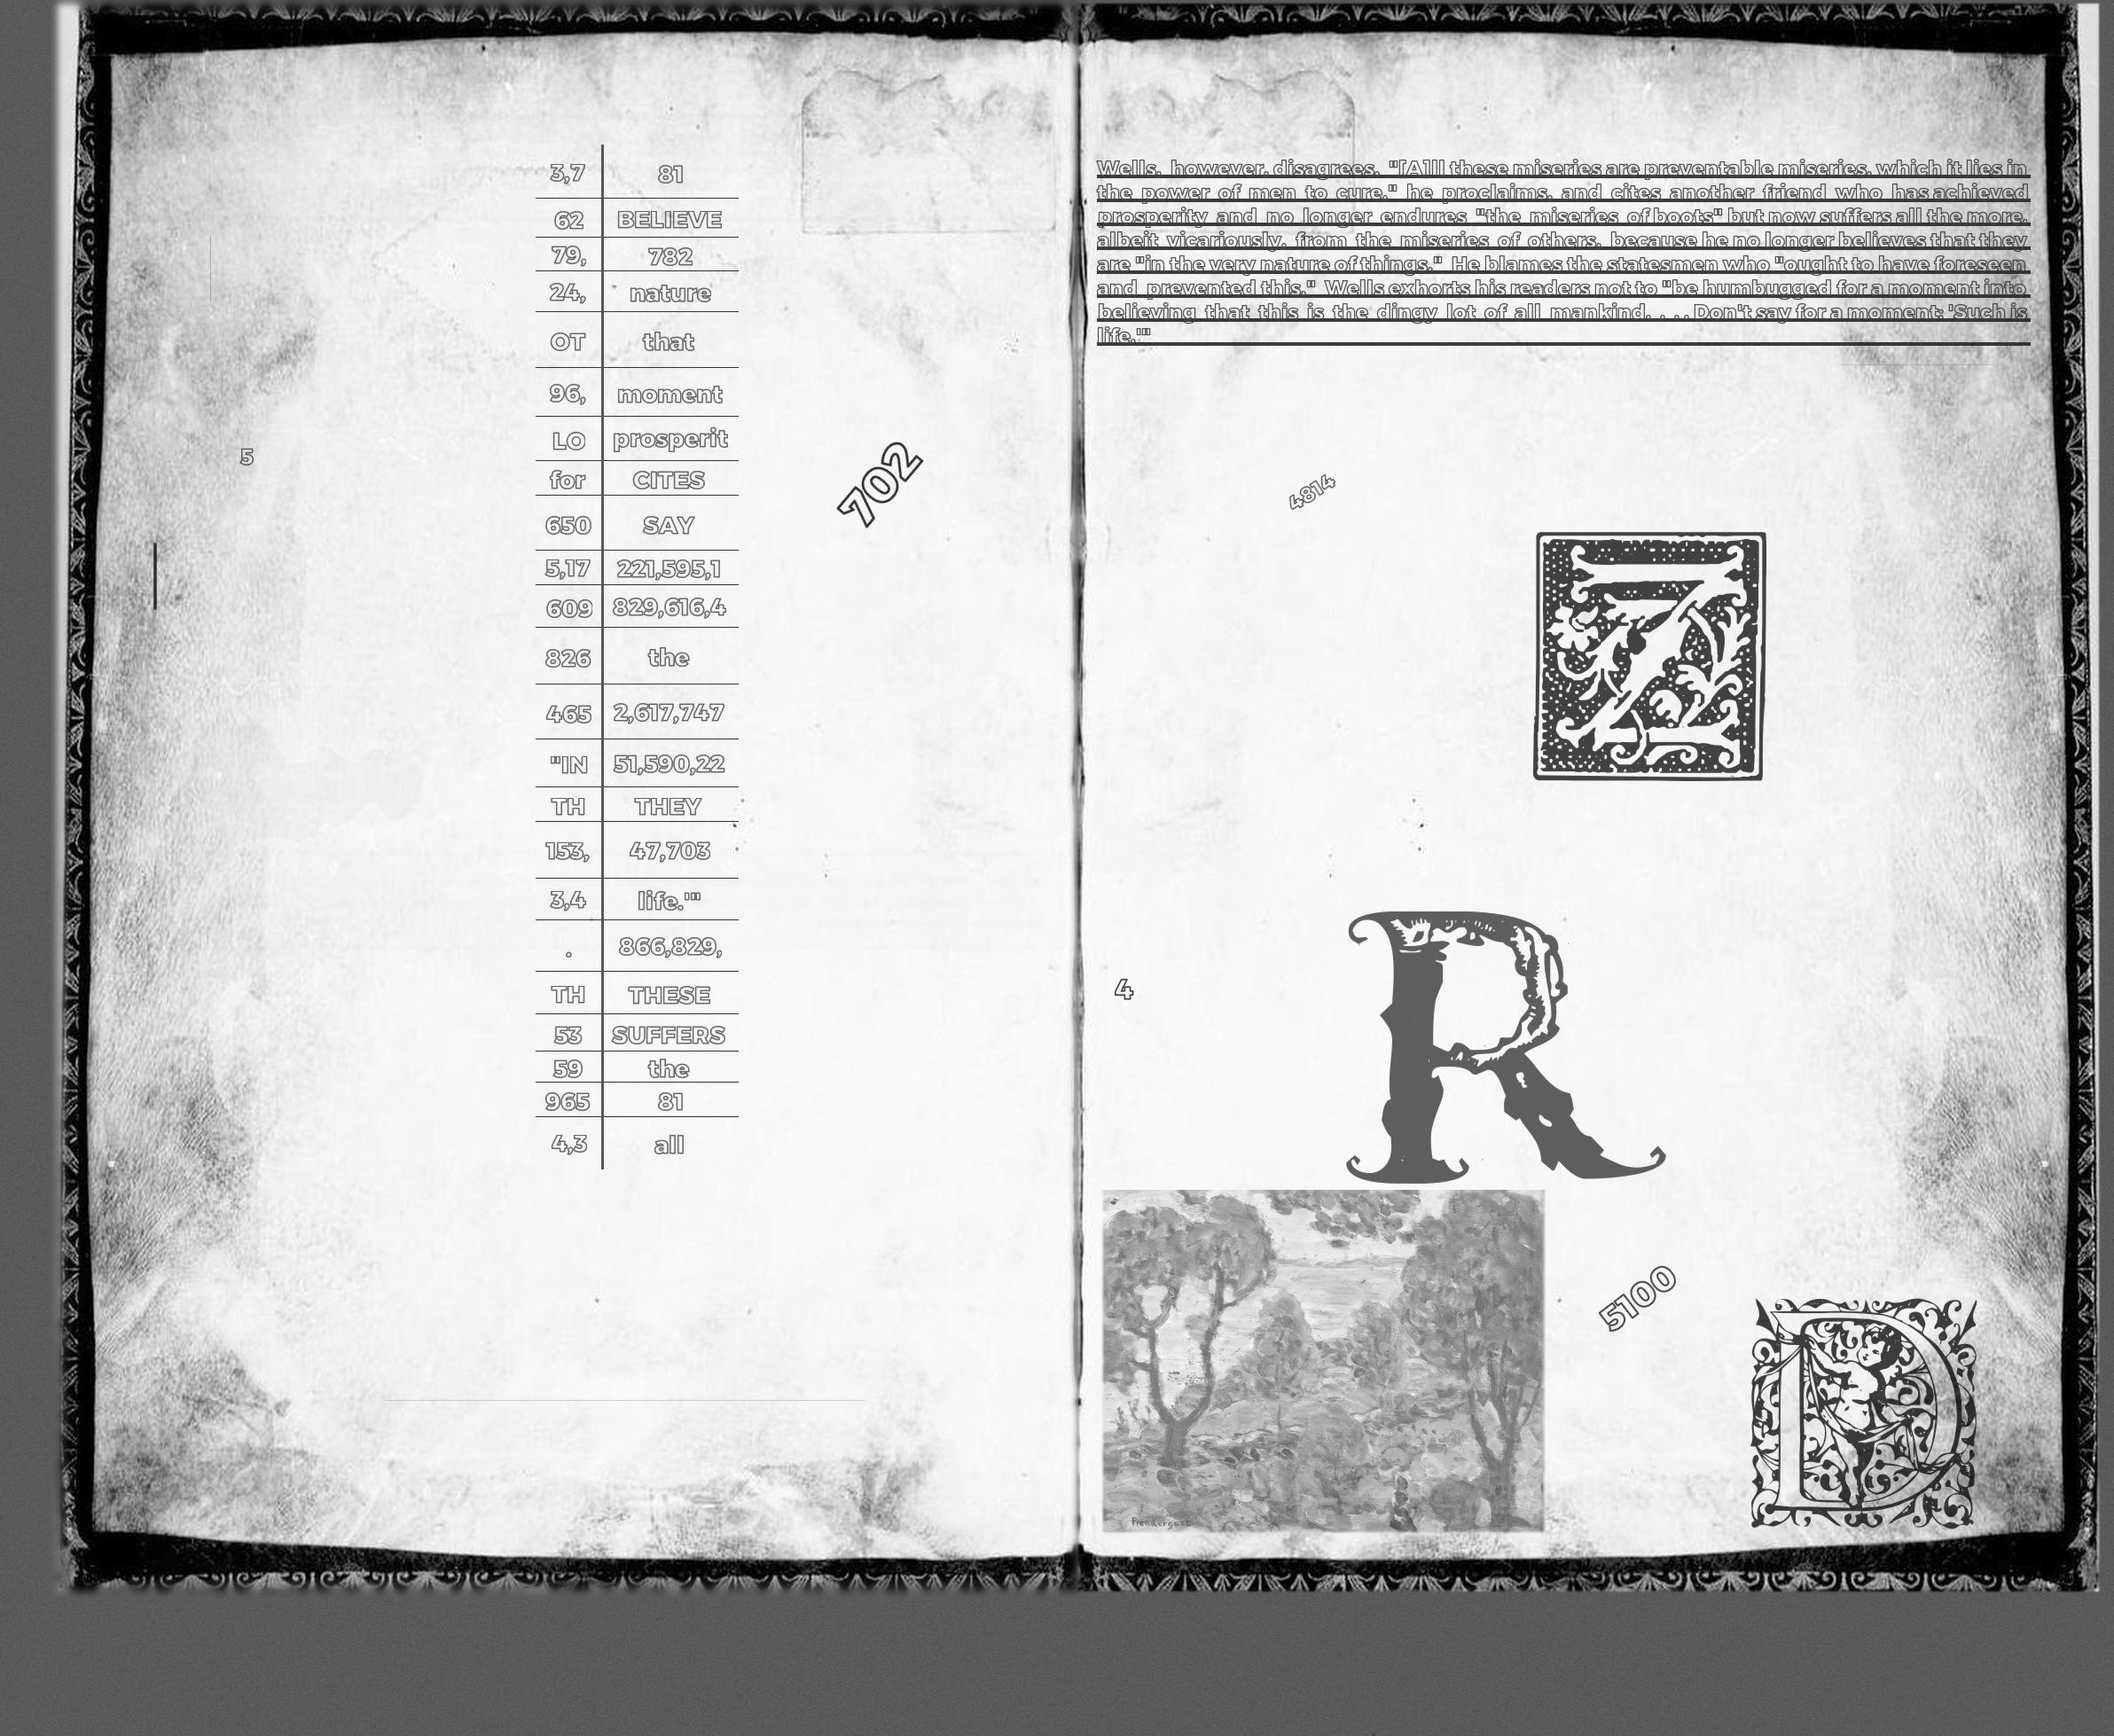 3,7 81
62 BELIEVE
79, 782
24, nature
OT that
96, moment
LO prosperit
for CITES
650 SAY
5,17 221,595,1
609 829,616,4
826 the
465 2,617,747
"IN 51,590,22
TH THEY
153, 47,703
3,4 life.'"
. 866,829,
TH THESE
53 SUFFERS
59 the
965 81
4,3 all
5
702
Wells, however, disagrees. "[A]ll these miseries are preventable miseries, which it lies in
the power of men to cure," he proclaims, and cites another friend who has achieved
prosperity and no longer endures "the miseries of boots" but now suffers all the more,
albeit vicariously, from the miseries of others, because he no longer believes that they
are "in the very nature of things." He blames the statesmen who "ought to have foreseen
and prevented this." Wells exhorts his readers not to "be humbugged for a moment into
believing that this is the dingy lot of all mankind. . . . Don't say for a moment: 'Such is
life.'"
4814
Z
R
4
5100
D
Prendergast